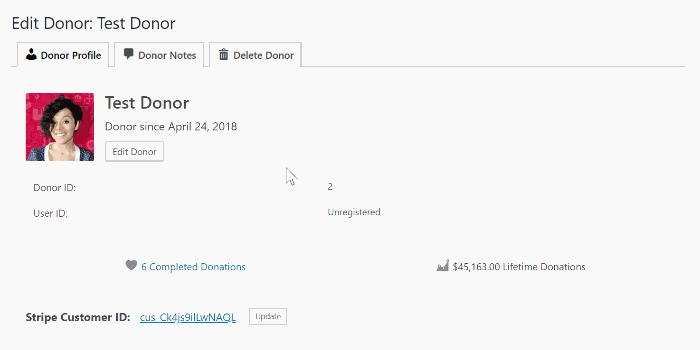 Edit Donor: Test Donor
Donor Profile Donor Notes Delete Donor
Test Donor
Donor since April 24, 2018
Edit Donor
Donor ID: 2
User ID: Unregistered
6 Completed Donations $45,163.00 Lifetime Donations
Stripe Customer ID: cus_Ck4js9ilLwNAQL Update